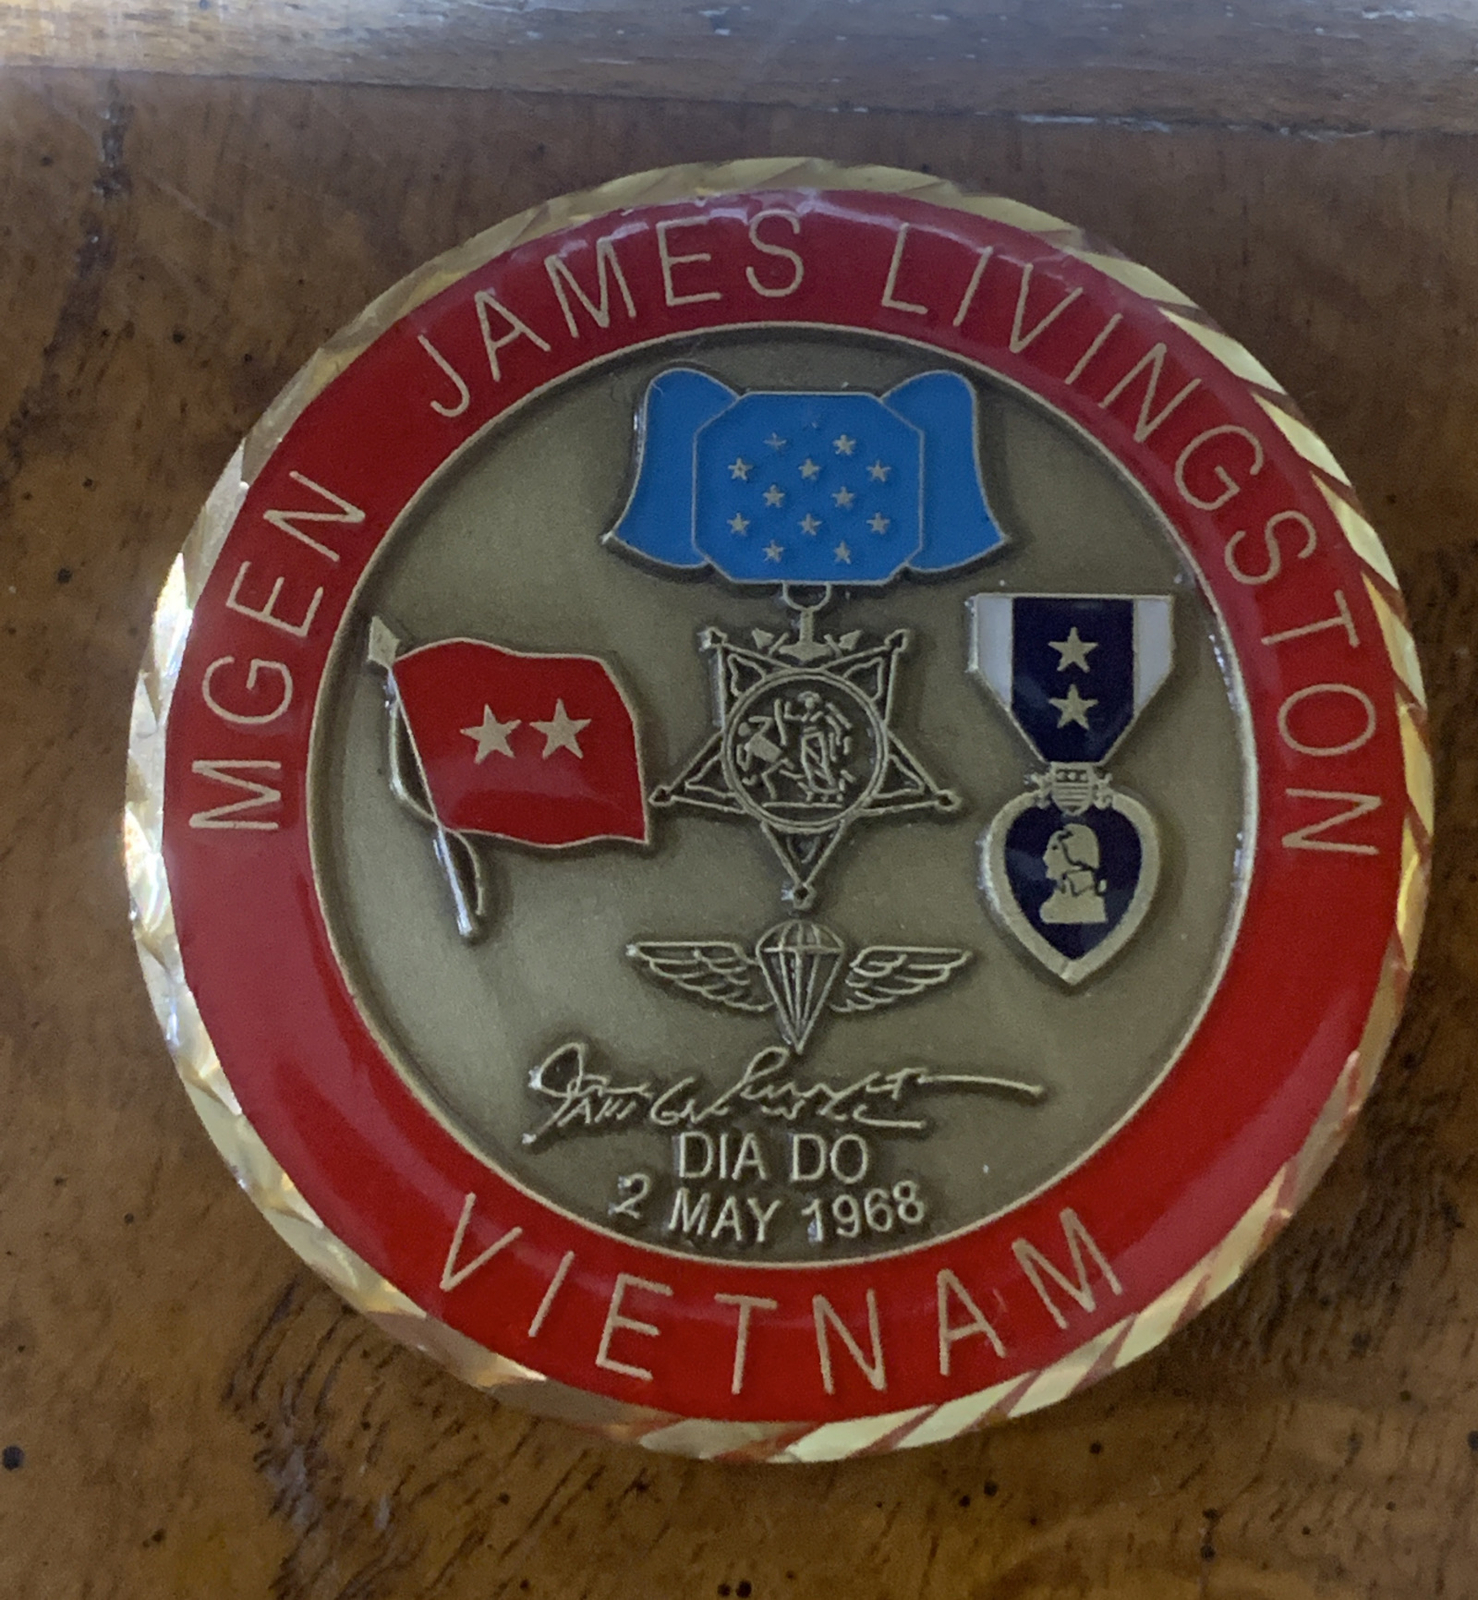 MGEN JAMES LIVINGSTON
DIA DO
2 MAY 1968
VIETNAM